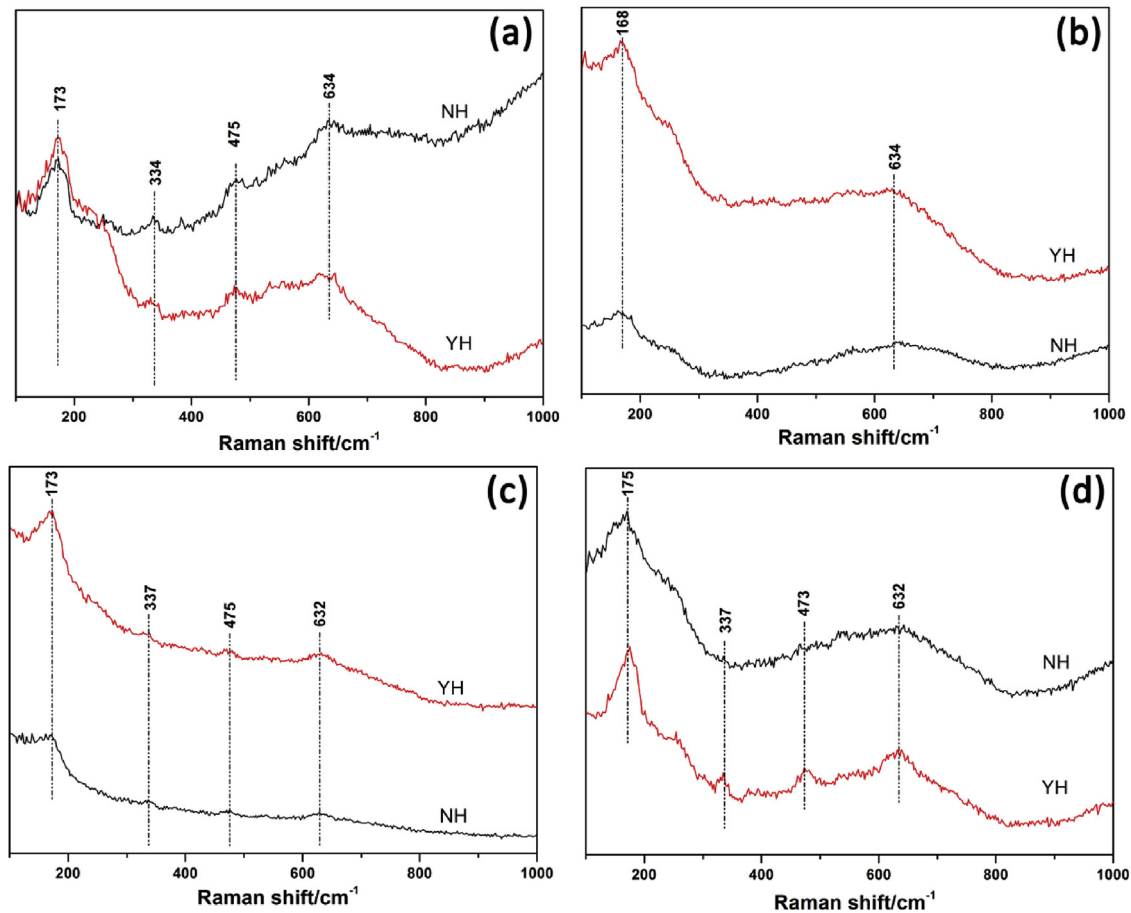 (a)
173
334
475
634
NH
YH
200 400 600 800 1000
Raman shift/cm-1
(b)
168
634
YH
NH
200 400 600 800 1000
Raman shift/cm-1
(c)
173
337
475
632
YH
NH
200 400 600 800 1000
Raman shift/cm-1
(d)
175
337
473
632
NH
YH
200 400 600 800 1000
Raman shift/cm-1